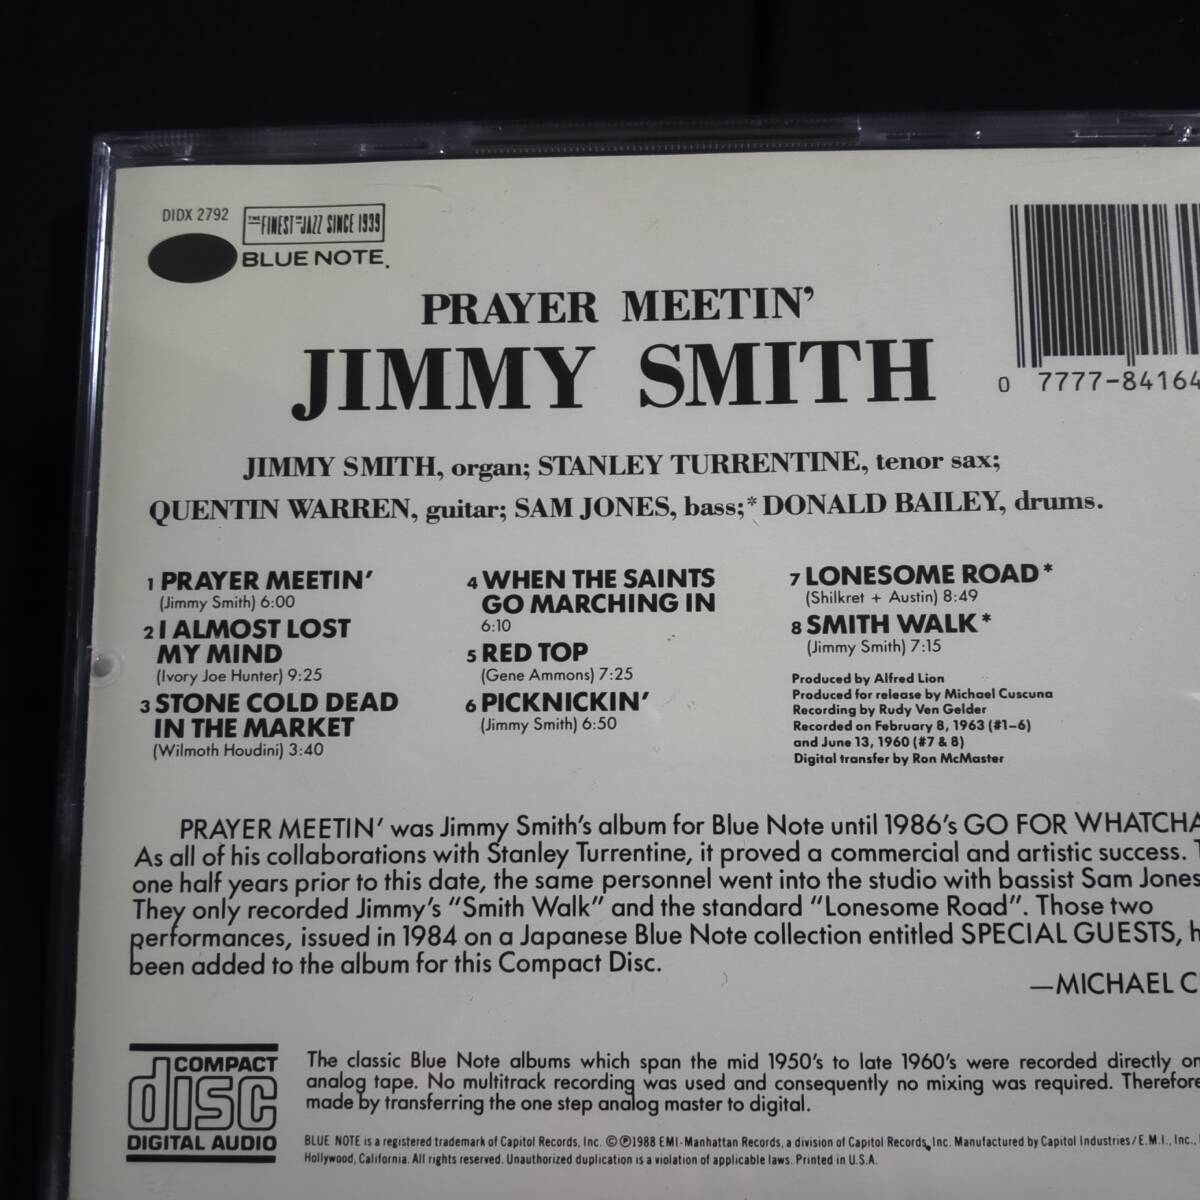 DIDX 2792
THE FINEST IN JAZZ SINCE 1939
BLUE NOTE.
PRAYER MEETIN'
JIMMY SMITH
0 7777-84164
JIMMY SMITH, organ; STANLEY TURRENTINE, tenor sax;
QUENTIN WARREN, guitar; SAM JONES, bass;* DONALD BAILEY, drums.
1 PRAYER MEETIN'
(Jimmy Smith) 6:00
2 I ALMOST LOST
MY MIND
(Ivory Joe Hunter) 9:25
3 STONE COLD DEAD
IN THE MARKET
(Wilmoth Houdini) 3:40
4 WHEN THE SAINTS
GO MARCHING IN
6:10
5 RED TOP
(Gene Ammons) 7:25
6 PICKNICKIN'
(Jimmy Smith) 6:50
7 LONESOME ROAD*
(Shilkret + Austin) 8:49
8 SMITH WALK*
(Jimmy Smith) 7:15
Produced by Alfred Lion
Produced for release by Michael Cuscuna
Recording by Rudy Ven Gelder
Recorded on February 8, 1963 (#1-6)
and June 13, 1960 (#7 & 8)
Digital transfer by Ron McMaster
PRAYER MEETIN' was Jimmy Smith's album for Blue Note until 1986's GO FOR WHATCHA
As all of his collaborations with Stanley Turrentine, it proved a commercial and artistic success.
one half years prior to this date, the same personnel went into the studio with bassist Sam Jones
They only recorded Jimmy's "Smith Walk" and the standard "Lonesome Road". Those two
performances, issued in 1984 on a Japanese Blue Note collection entitled SPECIAL GUESTS,
been added to the album for this Compact Disc.
—MICHAEL C
COMPACT
disc
DIGITAL AUDIO
The classic Blue Note albums which span the mid 1950's to late 1960's were recorded directly on
analog tape. No multitrack recording was used and consequently no mixing was required. Therefore
made by transferring the one step analog master to digital.
BLUE NOTE is a registered trademark of Capitol Records, Inc. ©℗1988 EMI-Manhattan Records, a division of Capitol Records, Inc. Manufactured by Capitol Industries/E.M.I., Inc.,
Hollywood, California. All rights reserved. Unauthorized duplication is a violation of applicable laws. Printed in U.S.A.